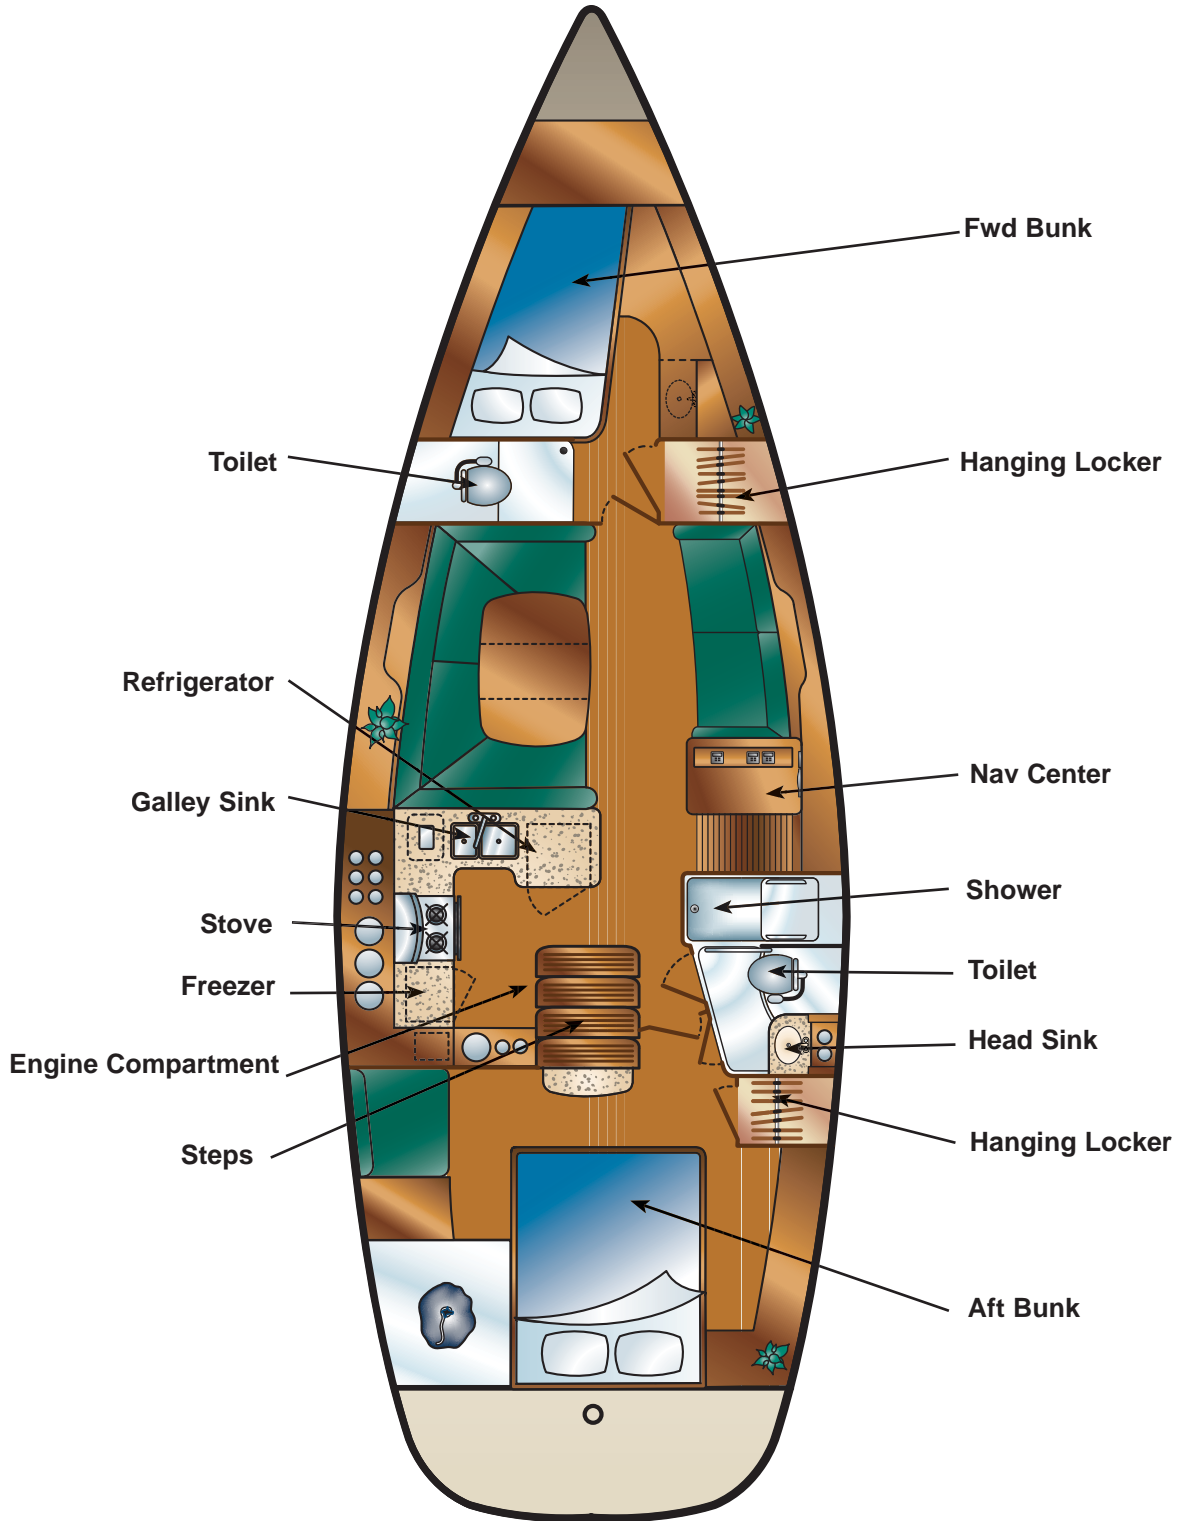 Fwd Bunk
Toilet
Hanging Locker
Refrigerator
Nav Center
Galley Sink
Shower
Stove
Toilet
Freezer
Head Sink
Engine Compartment
Hanging Locker
Steps
Aft Bunk